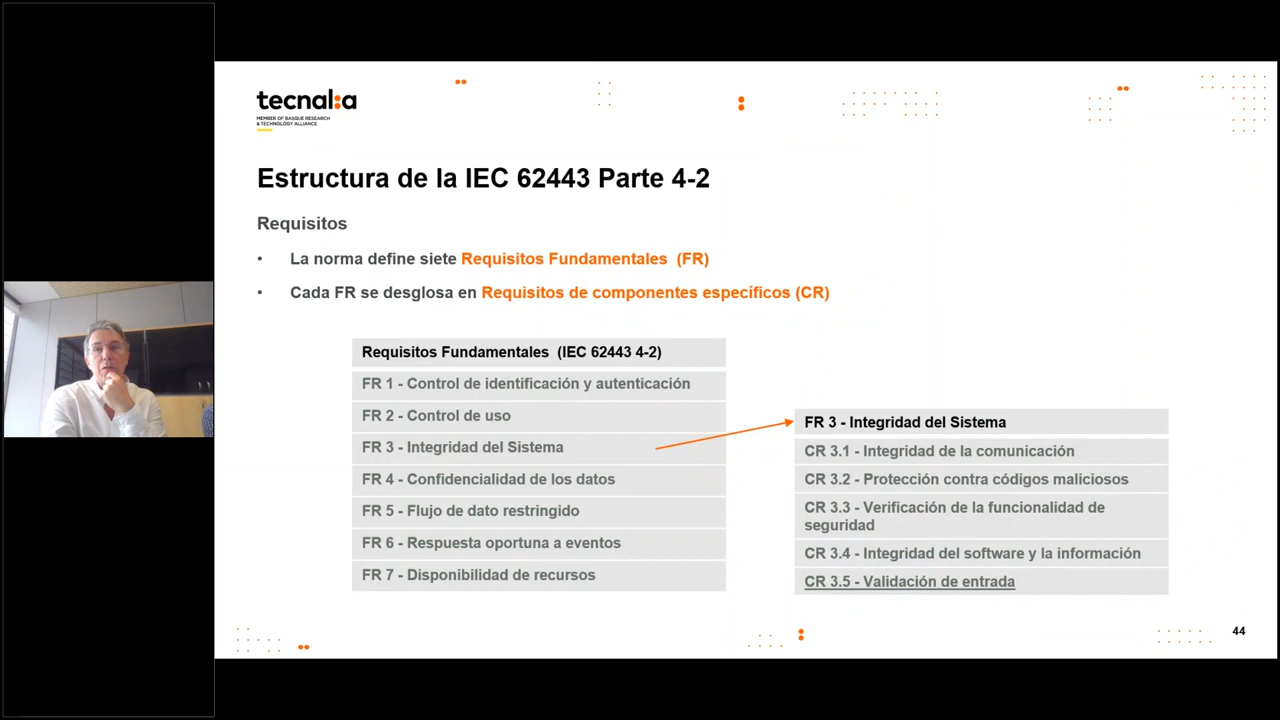 tecnal:a
MEMBER OF BASQUE RESEARCH
& TECHNOLOGY ALLIANCE
Estructura de la IEC 62443 Parte 4-2
Requisitos
• La norma define siete Requisitos Fundamentales (FR)
• Cada FR se desglosa en Requisitos de componentes específicos (CR)
Requisitos Fundamentales (IEC 62443 4-2)
FR 1 - Control de identificación y autenticación
FR 2 - Control de uso
FR 3 - Integridad del Sistema
FR 4 - Confidencialidad de los datos
FR 5 - Flujo de dato restringido
FR 6 - Respuesta oportuna a eventos
FR 7 - Disponibilidad de recursos
FR 3 - Integridad del Sistema
CR 3.1 - Integridad de la comunicación
CR 3.2 - Protección contra códigos maliciosos
CR 3.3 - Verificación de la funcionalidad de
seguridad
CR 3.4 - Integridad del software y la información
CR 3.5 - Validación de entrada
44